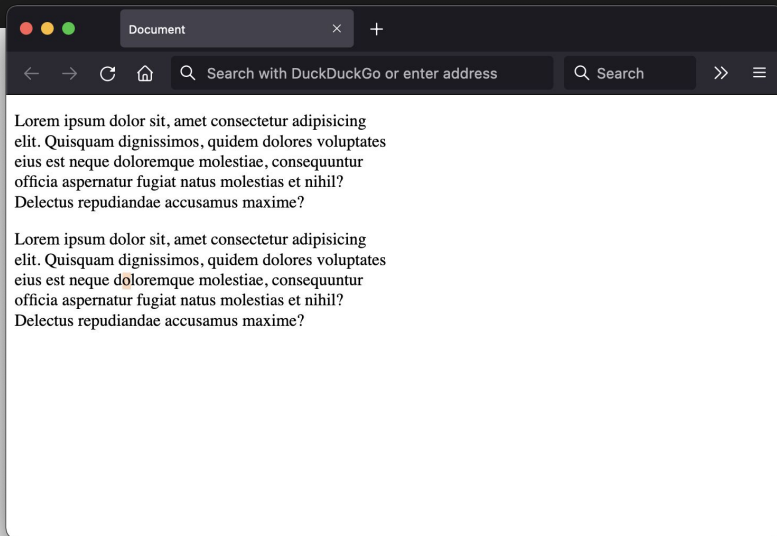 Document
Search with DuckDuckGo or enter address
Search
Lorem ipsum dolor sit, amet consectetur adipisicing
elit. Quisquam dignissimos, quidem dolores voluptates
eius est neque doloremque molestiae, consequuntur
officia aspernatur fugiat natus molestias et nihil?
Delectus repudiandae accusamus maxime?
Lorem ipsum dolor sit, amet consectetur adipisicing
elit. Quisquam dignissimos, quidem dolores voluptates
eius est neque doloremque molestiae, consequuntur
officia aspernatur fugiat natus molestias et nihil?
Delectus repudiandae accusamus maxime?